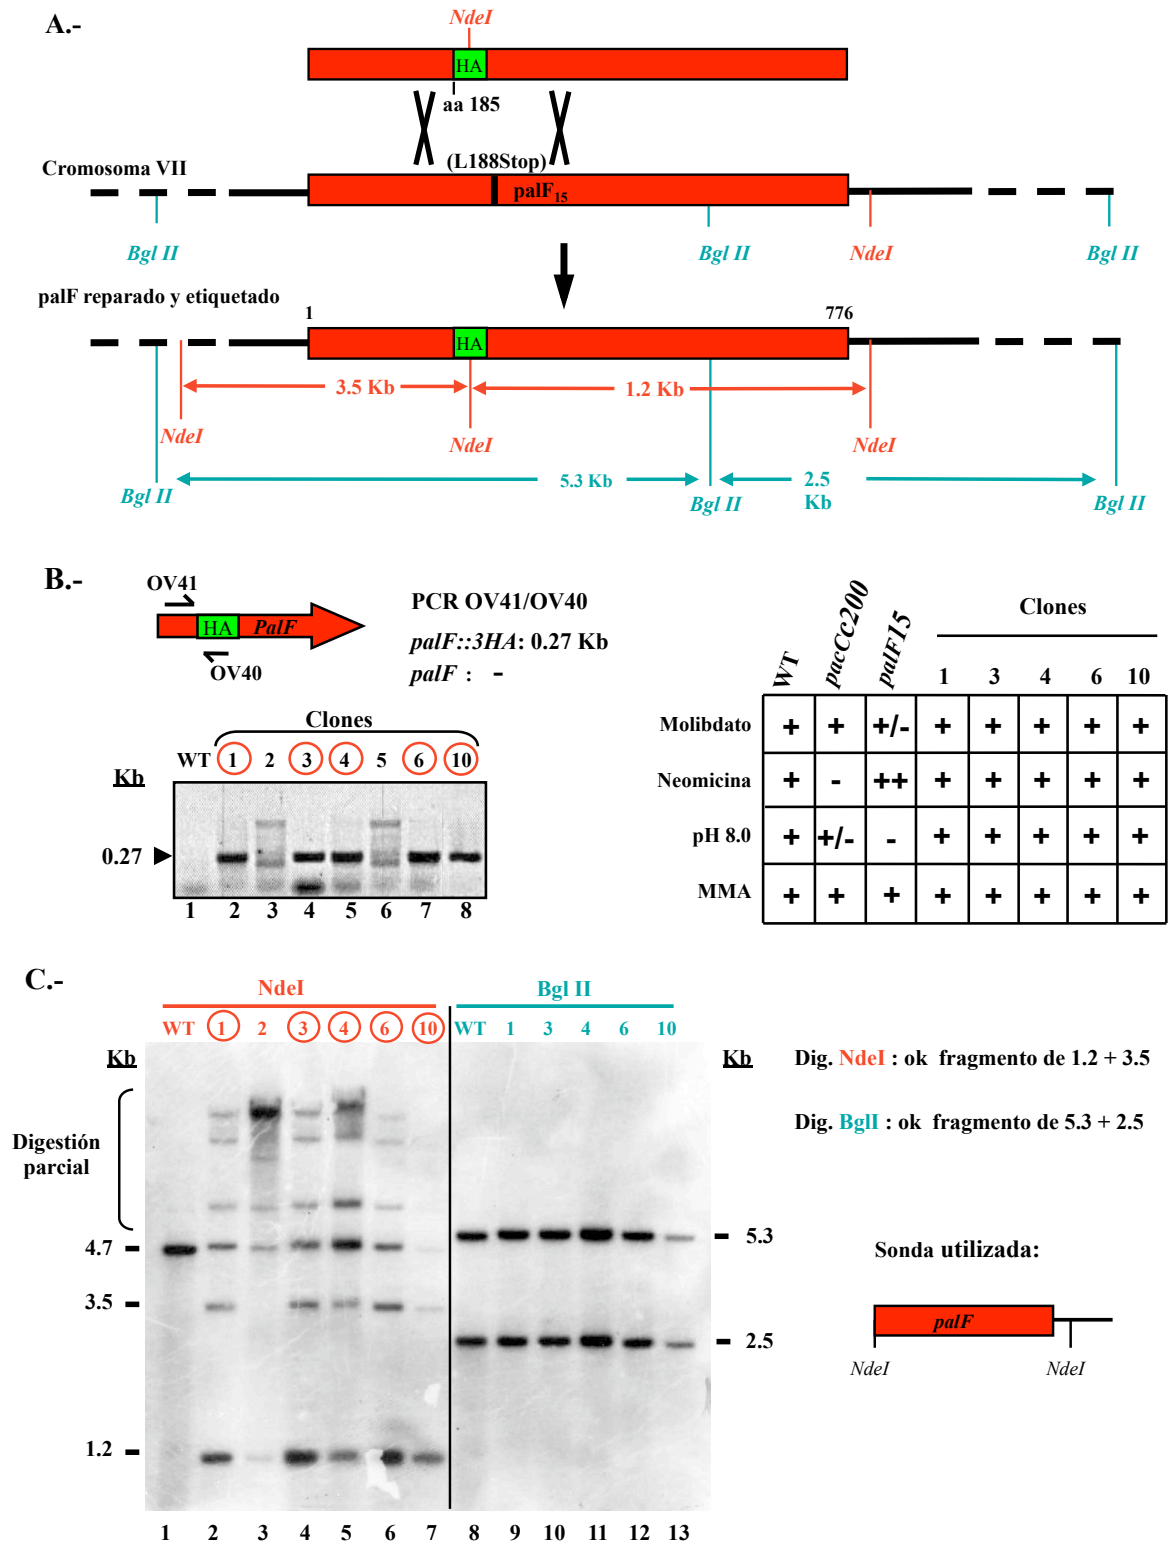 A.-
NdeI
HA
aa 185
(L188Stop)
Cromosoma VII
palF15
Bgl II
Bgl II
NdeI
Bgl II
palF reparado y etiquetado
1
776
HA
3.5 Kb
1.2 Kb
NdeI
NdeI
NdeI
5.3 Kb
2.5
Kb
Bgl II
Bgl II
Bgl II
B.-
OV41
HA
PalF
OV40
PCR OV41/OV40
palF::3HA: 0.27 Kb
palF : -
Clones
WT 1 2 3 4 5 6 10
Kb
0.27
1 2 3 4 5 6 7 8
Clones
WT pacCc200 palF15 1 3 4 6 10
Molibdato + + +/- + + + + +
Neomicina + - ++ + + + + +
pH 8.0 + +/- - + + + + +
MMA + + + + + + + +
C.-
NdeI
Bgl II
WT 1 2 3 4 6 10
WT 1 3 4 6 10
Kb
Kb
Digestión
parcial
4.7
3.5
1.2
5.3
2.5
1 2 3 4 5 6 7 8 9 10 11 12 13
Dig. NdeI : ok fragmento de 1.2 + 3.5
Dig. BglI : ok fragmento de 5.3 + 2.5
Sonda utilizada:
palF
NdeI
NdeI